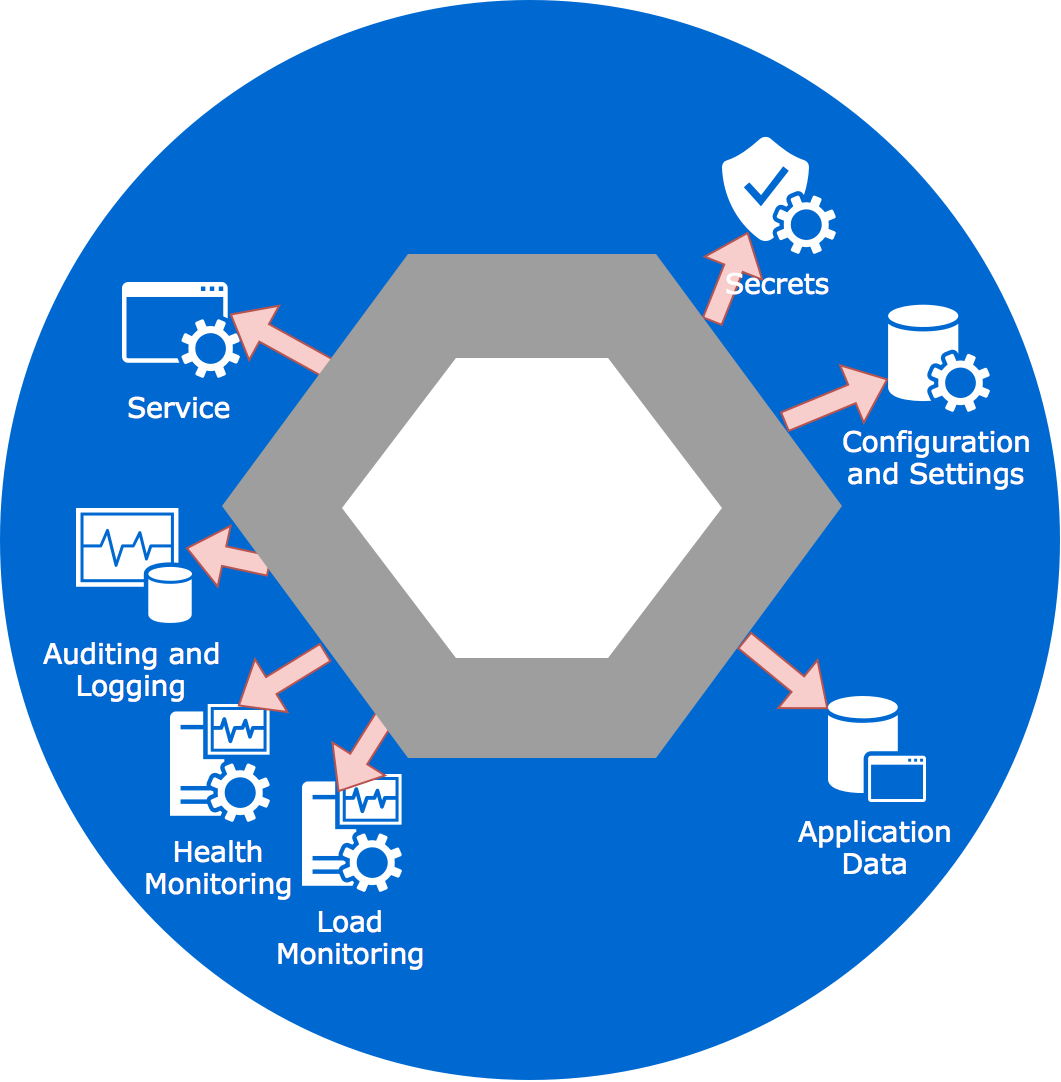 Secrets
Service
Configuration
and Settings
Auditing and
Logging
Application
Data
Health
Monitoring
Load
Monitoring